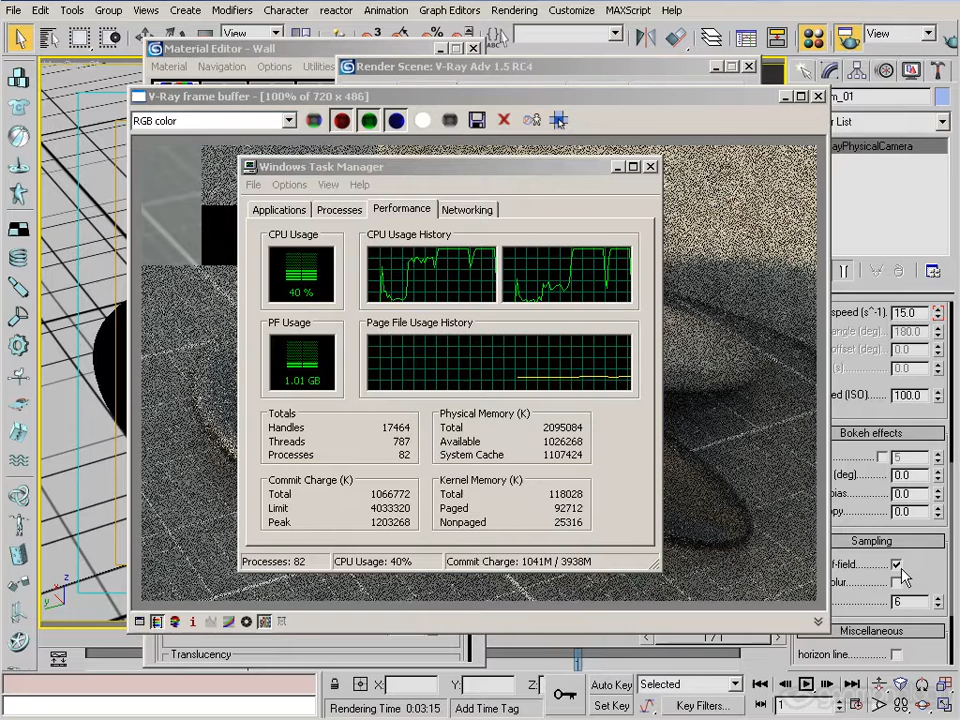 File Edit Tools Group Views Create Modifiers Character reactor Animation Graph Editors Rendering Customize MAXScript Help
View
View
Material Editor - Wall
Material Navigation Options Utilities
Render Scene: V-Ray Adv 1.5 RC4
V-Ray frame buffer - [100% of 720 x 486]
m_01
RGB color
r List
ayPhysicalCamera
Windows Task Manager
File Options View Help
Applications Processes Performance Networking
CPU Usage CPU Usage History
40 %
PF Usage Page File Usage History
1.01 GB
Totals
Handles 17464
Threads 787
Processes 82
Physical Memory (K)
Total 2095084
Available 1026268
System Cache 1107424
Commit Charge (K)
Total 1066772
Limit 4033320
Peak 1203268
Kernel Memory (K)
Total 118028
Paged 92712
Nonpaged 25316
Processes: 82 CPU Usage: 40% Commit Charge: 1041M / 3938M
speed (s^-1) 15.0
angle (deg) 180.0
offset (deg) 0.0
(s) 0.0
ed (ISO) 100.0
Bokeh effects
5
(deg) 0.0
bias 0.0
opy 0.0
Sampling
f-field
blur
6
Miscellaneous
horizon line
Translucency
1 / 1
X: Y: Z:
Auto Key Selected
Set Key Key Filters...
Rendering Time 0:03:15 Add Time Tag
1